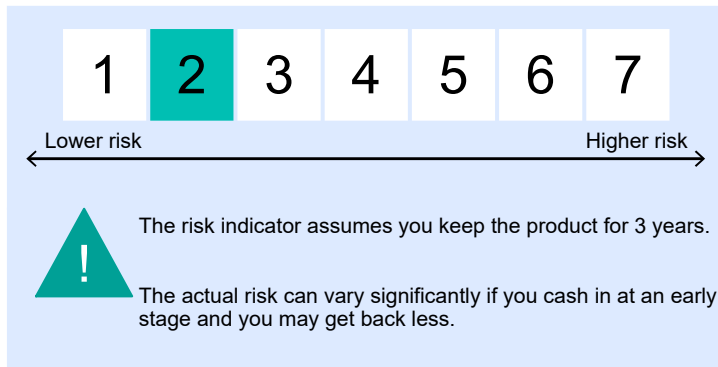 1 2 3 4 5 6 7
Lower risk Higher risk
!
The risk indicator assumes you keep the product for 3 years.
The actual risk can vary significantly if you cash in at an early
stage and you may get back less.